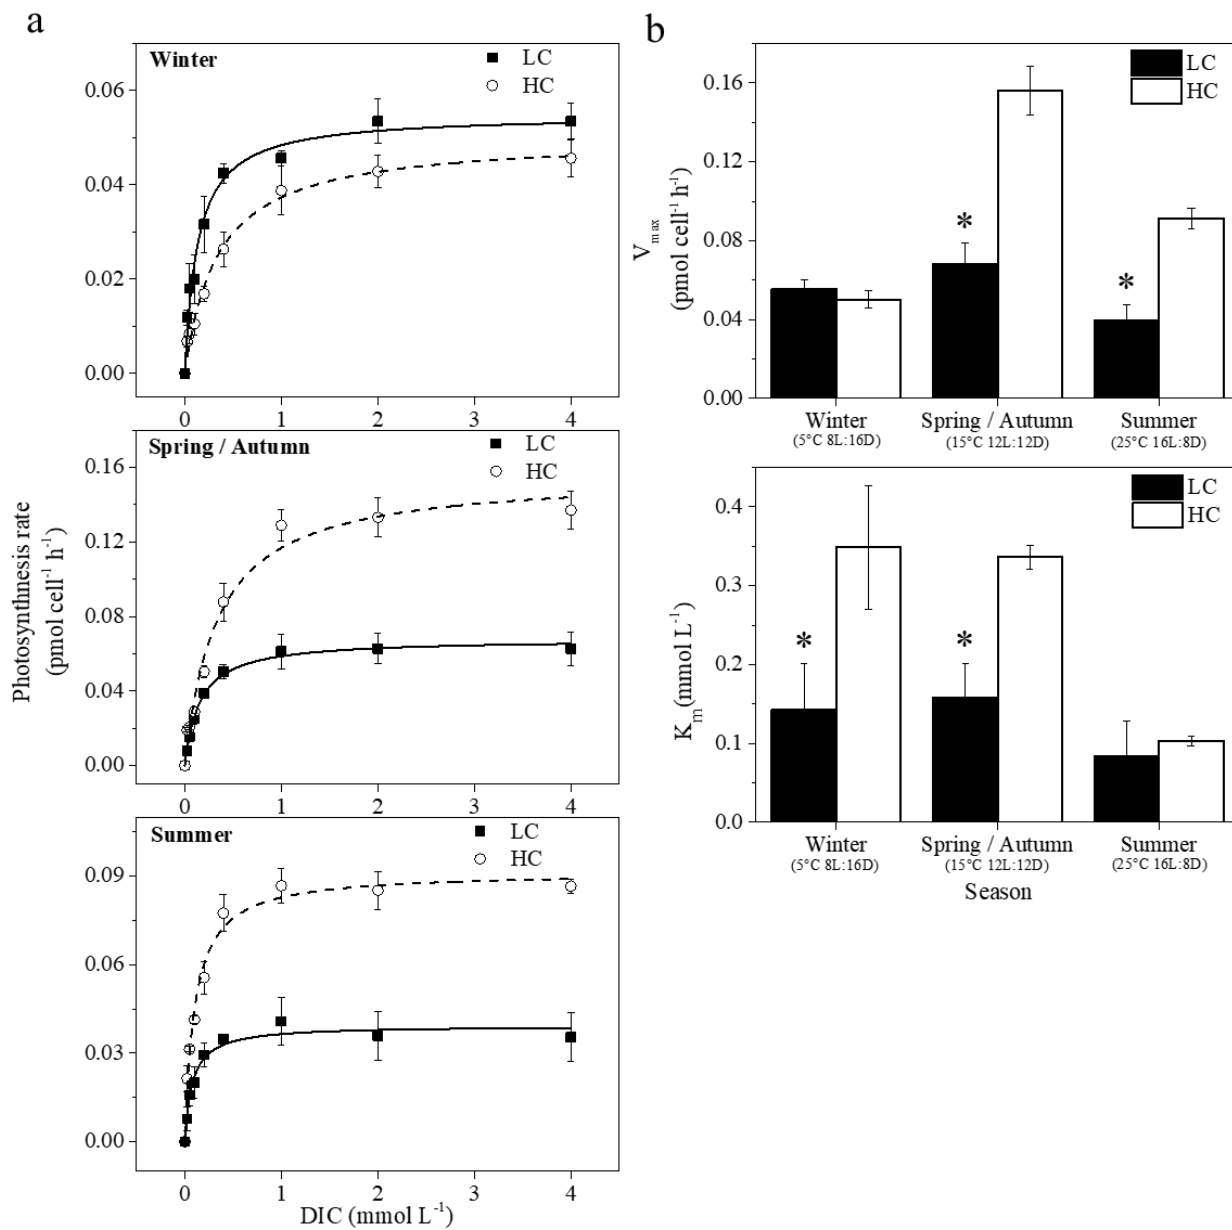 a
Winter
LC
HC
0.06
0.04
0.02
0.00
0 1 2 3 4
Spring / Autumn
LC
HC
0.16
0.12
0.08
0.04
0.00
0 1 2 3 4
Summer
LC
HC
0.09
0.06
0.03
0.00
0 1 2 3 4
DIC (mmol L⁻¹)
Photosynthnesis rate
(pmol cell⁻¹ h⁻¹)
b
LC
HC
0.16
0.12
0.08
0.04
0.00
* *
Vmax
(pmol cell⁻¹ h⁻¹)
Winter Spring / Autumn Summer
(5°C 8L:16D) (15°C 12L:12D) (25°C 16L:8D)
LC
HC
0.4
0.3
0.2
0.1
0.0
* *
Km (mmol L⁻¹)
Winter Spring / Autumn Summer
(5°C 8L:16D) (15°C 12L:12D) (25°C 16L:8D)
Season